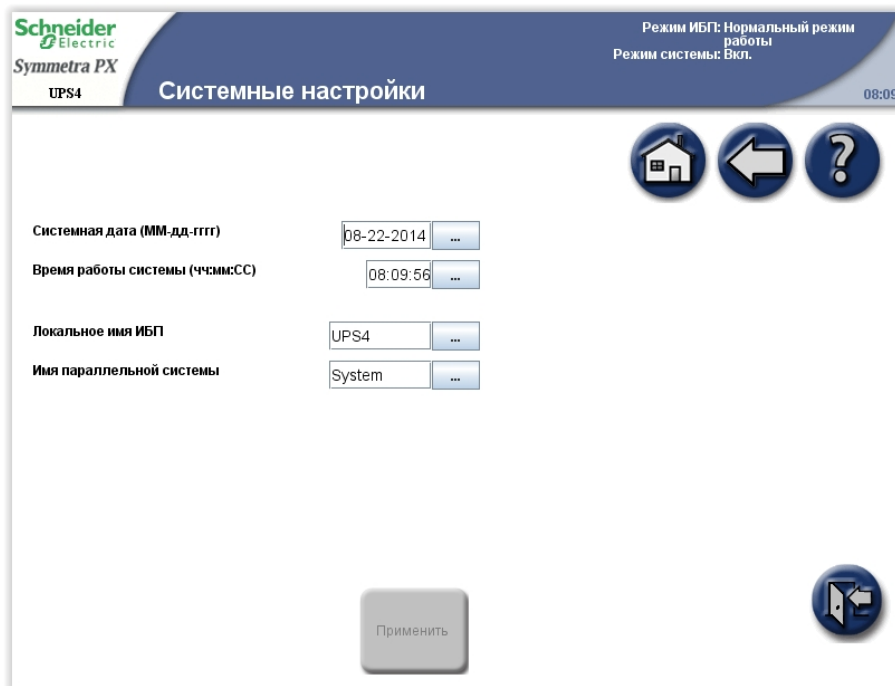 Schneider
Electric
Symmetra PX
UPS4
Системные настройки
Режим ИБП: Нормальный режим
работы
Режим системы: Вкл.
08:09
Системная дата (ММ-дд-гггг)
08-22-2014 ...
Время работы системы (чч:мм:СС)
08:09:56 ...
Локальное имя ИБП
UPS4 ...
Имя параллельной системы
System ...
Применить